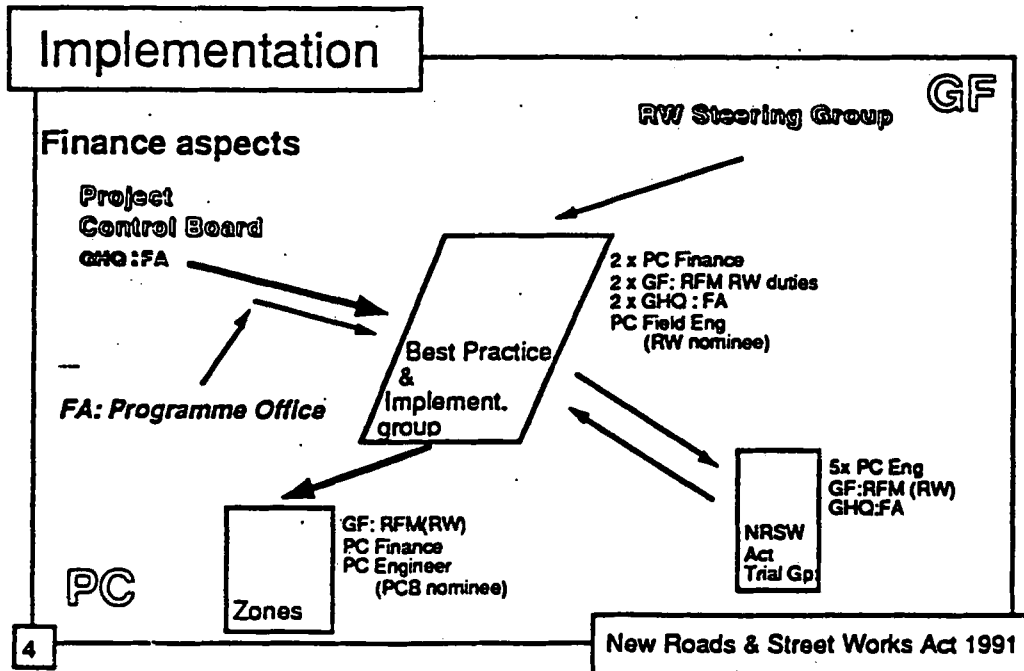 Implementation
GF
RW Steering Group
Finance aspects
Project
Control Board
GHQ:FA
2 x PC Finance
2 x GF: RFM RW duties
2 x GHQ : FA
PC Field Eng
(RW nominee)
Best Practice
&
Implement.
group
FA: Programme Office
5x PC Eng
GF:RFM (RW)
GHQ:FA
NRSW
Act
Trial Gp
GF: RFM(RW)
PC Finance
PC Engineer
(PCB nominee)
PC
Zones
4
New Roads & Street Works Act 1991